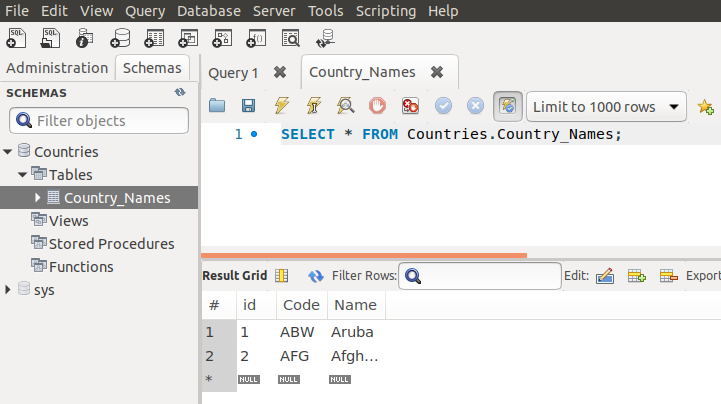 File Edit View Query Database Server Tools Scripting Help
SQL SQL
Administration Schemas
SCHEMAS
Filter objects
Countries
Tables
Country_Names
Views
Stored Procedures
Functions
sys
Query 1 Country_Names
Limit to 1000 rows
1 SELECT * FROM Countries.Country_Names;
Result Grid Filter Rows: Edit: Export
# id Code Name
1 1 ABW Aruba
2 2 AFG Afgh...
* NULL NULL NULL